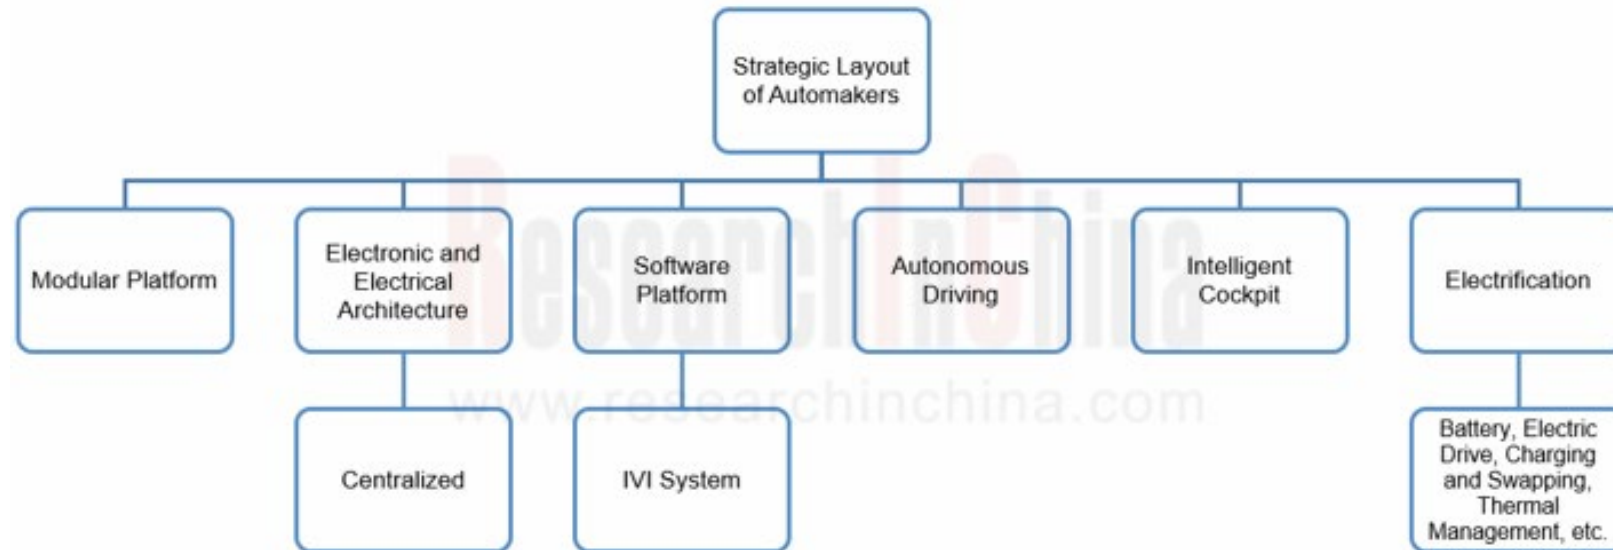 Strategic Layout
of Automakers
Modular Platform
Electronic and
Electrical
Architecture
Software
Platform
Autonomous
Driving
Intelligent
Cockpit
Electrification
ResearchInChina
www.researchinchina.com
Centralized
IVI System
Battery, Electric
Drive, Charging
and Swapping,
Thermal
Management, etc.